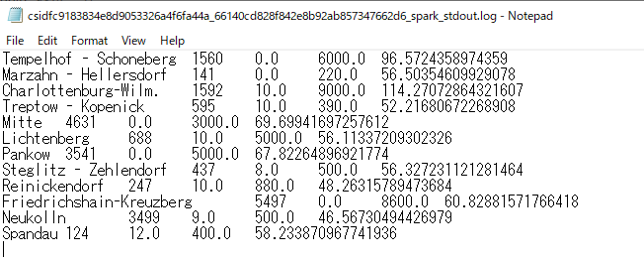 csidfc9183834e8d9053326a4f6fa44a_66140cd828f842e8b92ab857347662d6_spark_stdout.log - Notepad
File Edit Format View Help
Tempelhof - Schoneberg 1560 0.0 6000.0 96.5724358974359
Marzahn - Hellersdorf 141 0.0 220.0 56.50354609929078
Charlottenburg-Wilm. 1592 10.0 9000.0 114.27072864321607
Treptow - Kopenick 595 10.0 390.0 52.21680672268908
Mitte 4631 0.0 3000.0 69.69941697257612
Lichtenberg 688 10.0 5000.0 56.11337209302326
Pankow 3541 0.0 5000.0 67.82264896921774
Steglitz - Zehlendorf 437 8.0 500.0 56.327231121281464
Reinickendorf 247 10.0 880.0 48.26315789473684
Friedrichshain-Kreuzberg 5497 0.0 8600.0 60.82881571766418
Neukolln 3499 9.0 500.0 46.56730494426979
Spandau 124 12.0 400.0 58.233870967741936